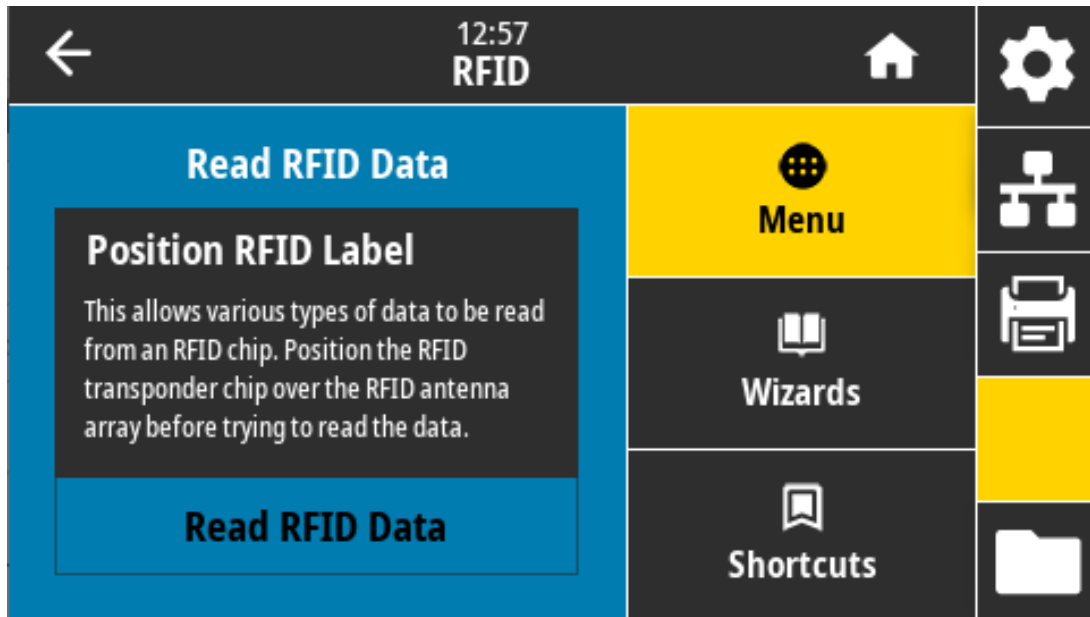 12:57
RFID
Read RFID Data
Position RFID Label
This allows various types of data to be read
from an RFID chip. Position the RFID
transponder chip over the RFID antenna
array before trying to read the data.
Read RFID Data
Menu
Wizards
Shortcuts